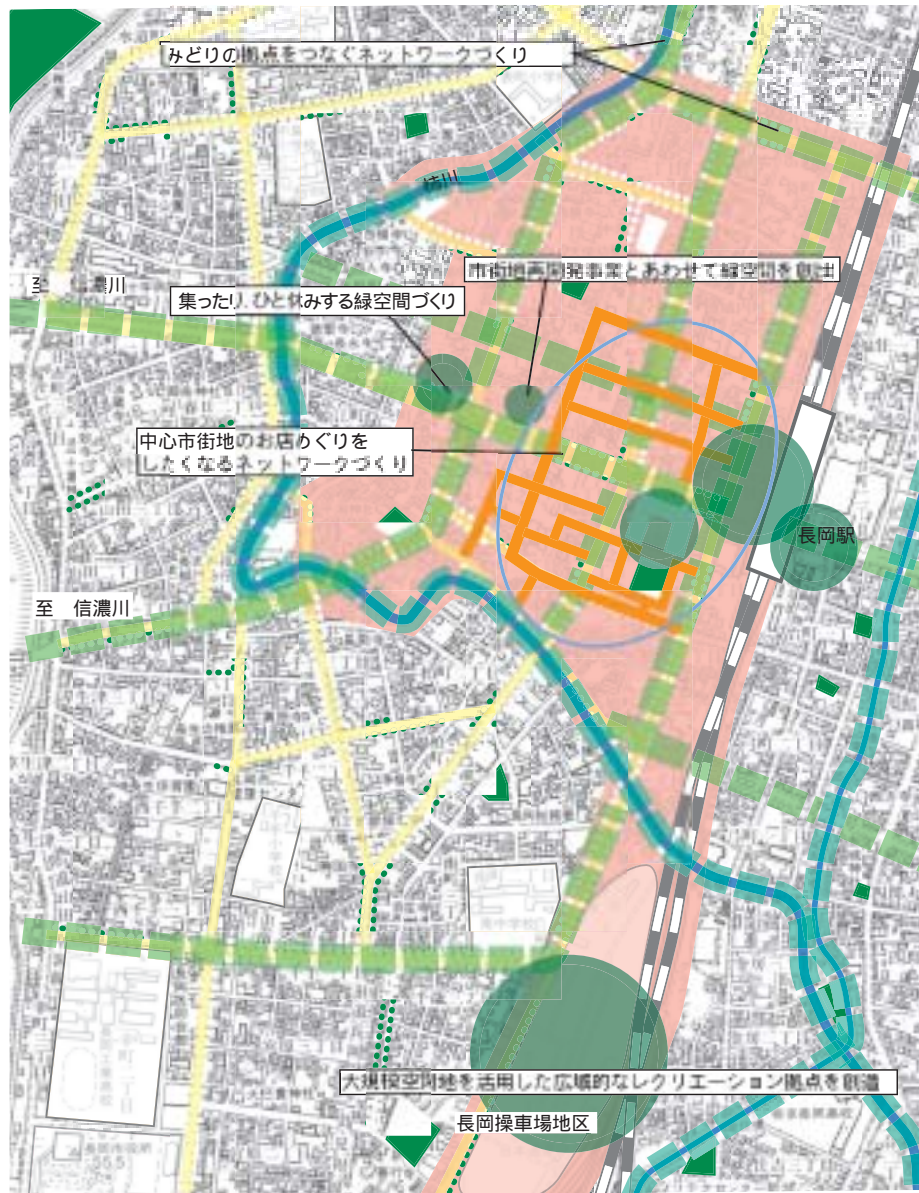 みどりの拠点をつなぐネットワークづくり
柿川
市街地再開発事業とあわせて緑空間を創出
至 信濃川
集ったり、ひと休みする緑空間づくり
中心市街地のお店めぐりを
したくなるネットワークづくり
長岡駅
至 信濃川
大規模空閑地を活用した広域的なレクリエーション拠点を創造
長岡操車場地区